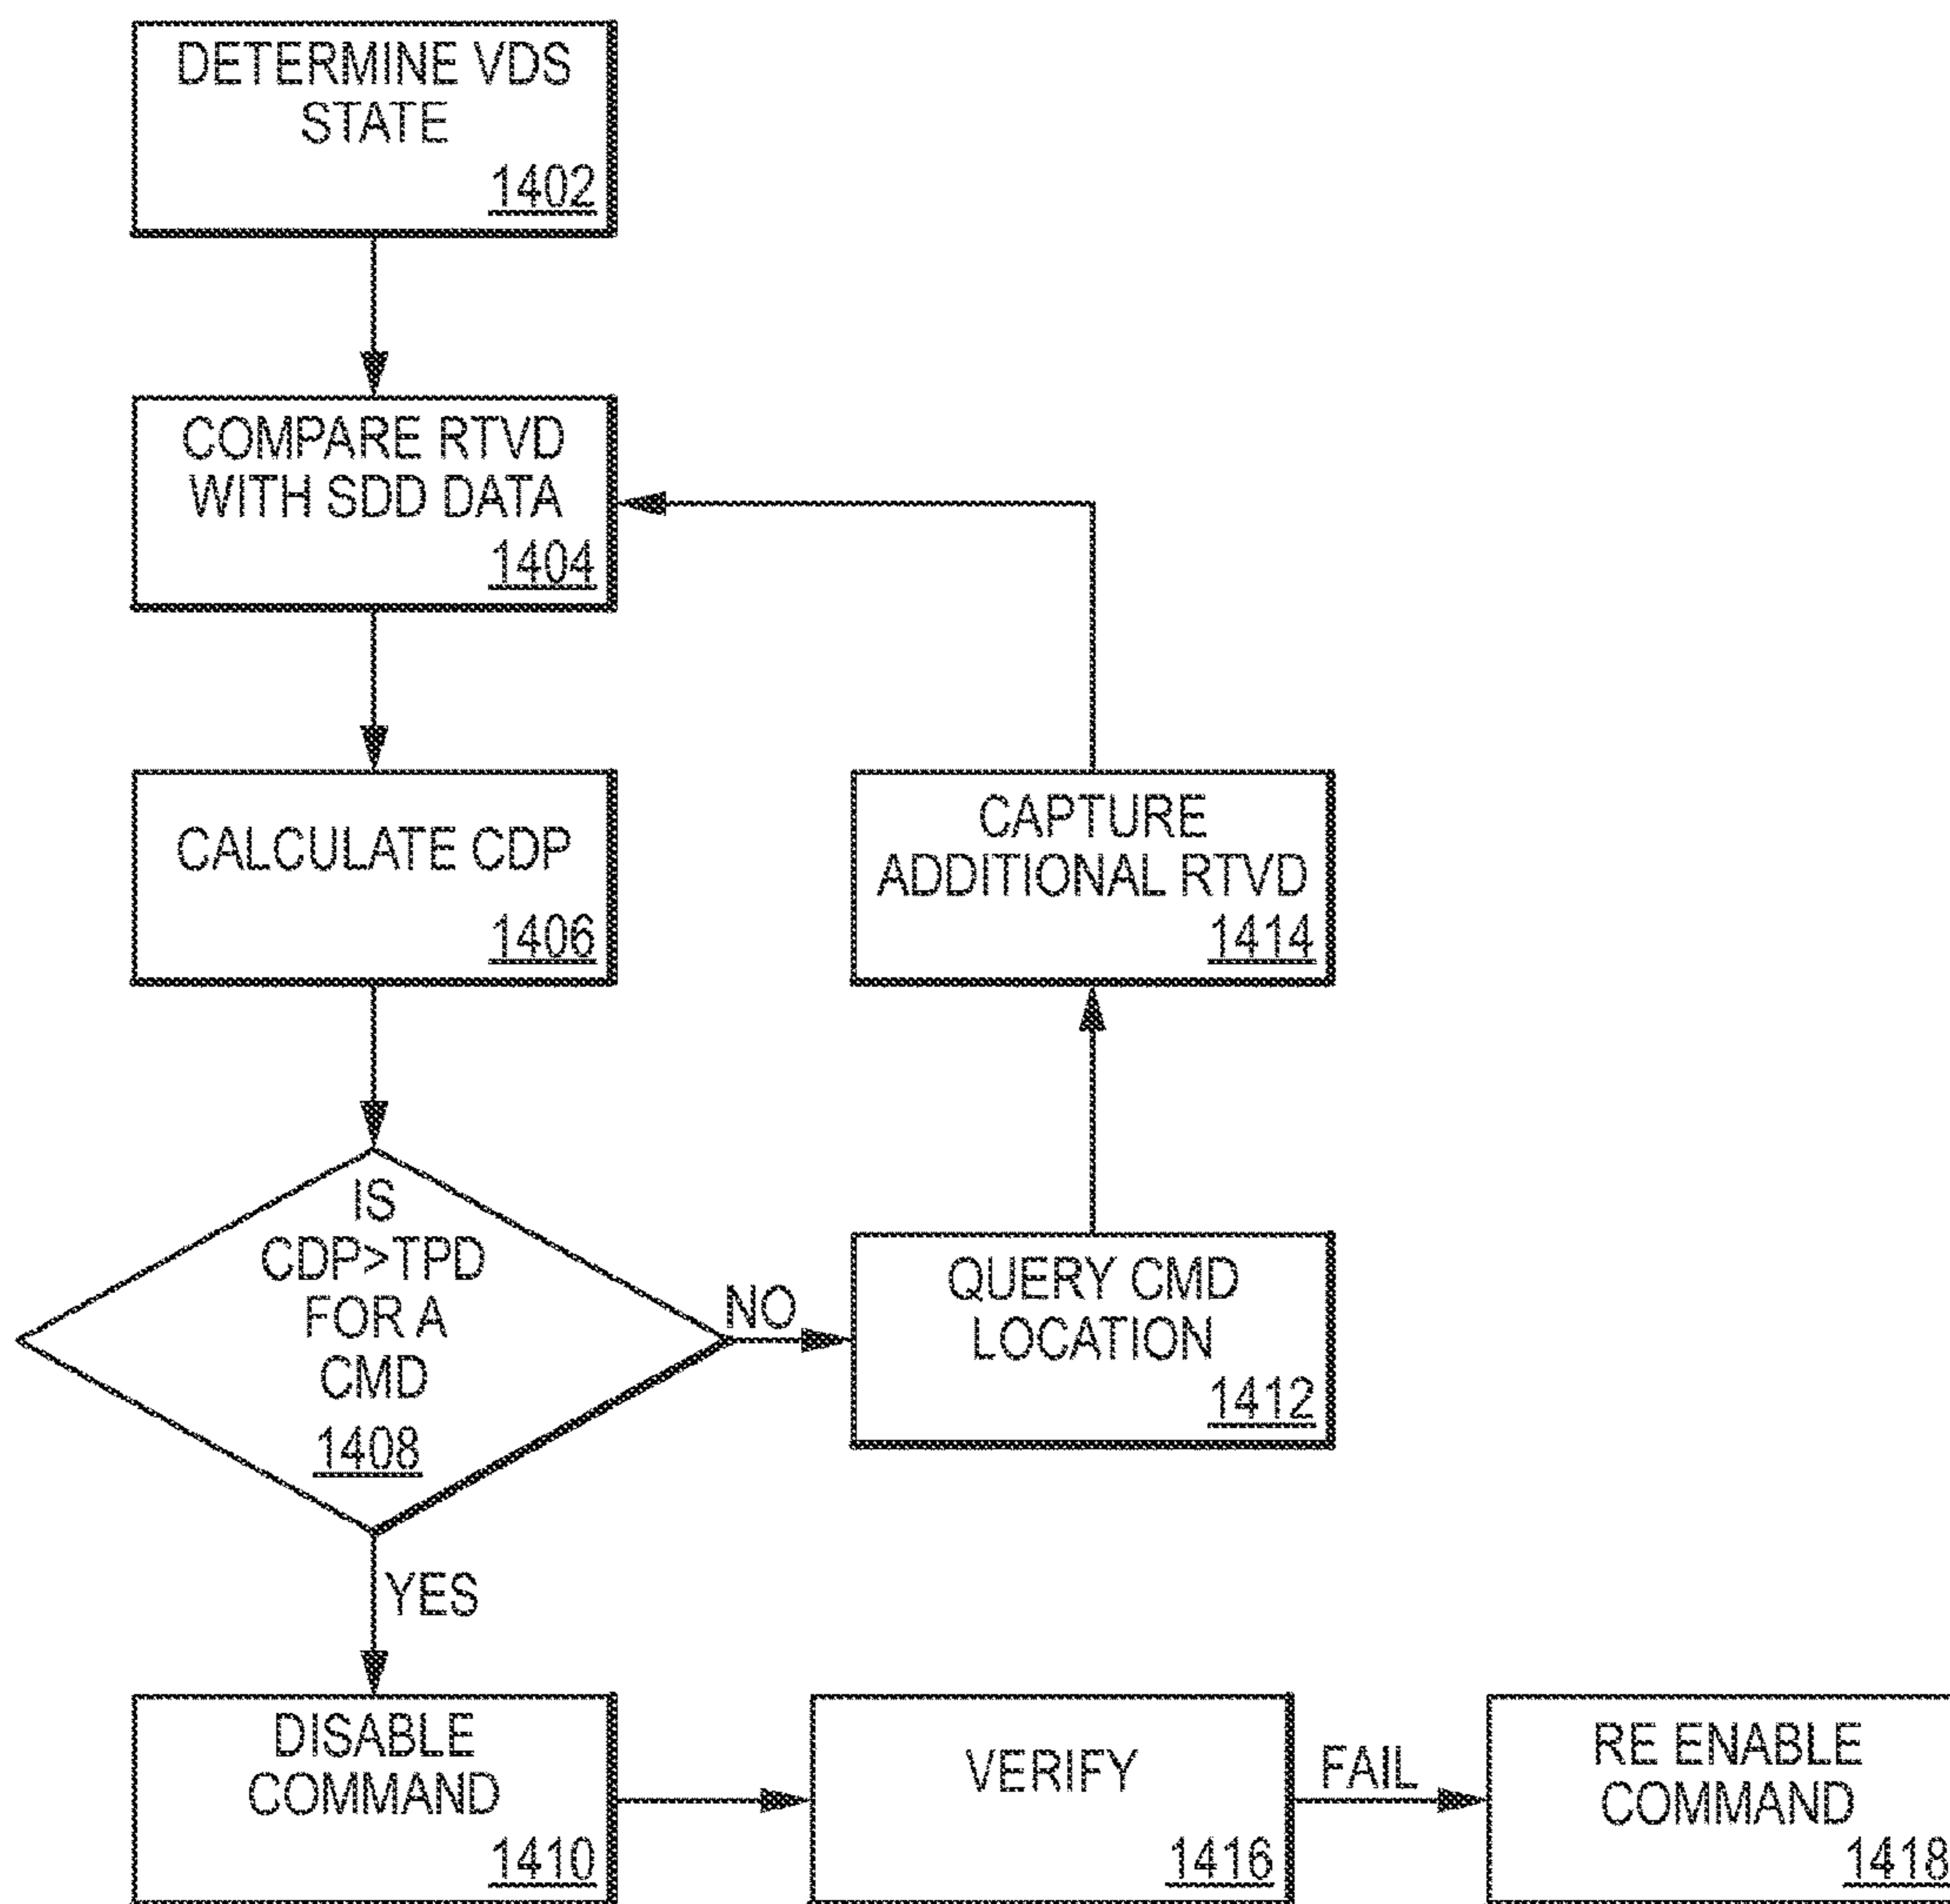 DETERMINE VDS
STATE
1402
COMPARE RTVD
WITH SDD DATA
1404
CALCULATE CDP
1406
CAPTURE
ADDITIONAL RTVD
1414
IS
CDP>TPD
FOR A
CMD
1408
NO
QUERY CMD
LOCATION
1412
YES
DISABLE
COMMAND
1410
VERIFY
1416
FAIL
RE ENABLE
COMMAND
1418